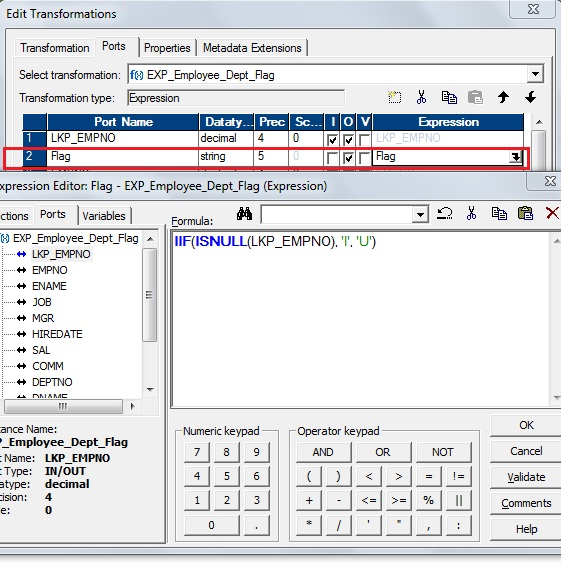 Edit Transformations
Transformation Ports Properties Metadata Extensions
Select transformation: f(x) EXP_Employee_Dept_Flag
Transformation type: Expression
Port Name Dataty... Prec Sc... I O V Expression
1 LKP_EMPNO decimal 4 0 LKP_EMPNO
2 Flag string 5 0 Flag
xpression Editor: Flag - EXP_Employee_Dept_Flag (Expression)
ctions Ports Variables
Formula:
f(x) EXP_Employee_Dept_Flag
IIF(ISNULL(LKP_EMPNO), 'I', 'U')
LKP_EMPNO
EMPNO
ENAME
JOB
MGR
HIREDATE
SAL
COMM
DEPTNO
DNAME
tance Name:
P_Employee_Dept_Flag
t Name: LKP_EMPNO
t Type: IN/OUT
atype: decimal
cision: 4
e: 0
Numeric keypad
7 8 9
4 5 6
1 2 3
0 .
Operator keypad
AND OR NOT
( ) < > = !=
+ - <= >= % ||
* / ' " , :
OK
Cancel
Validate
Comments
Help